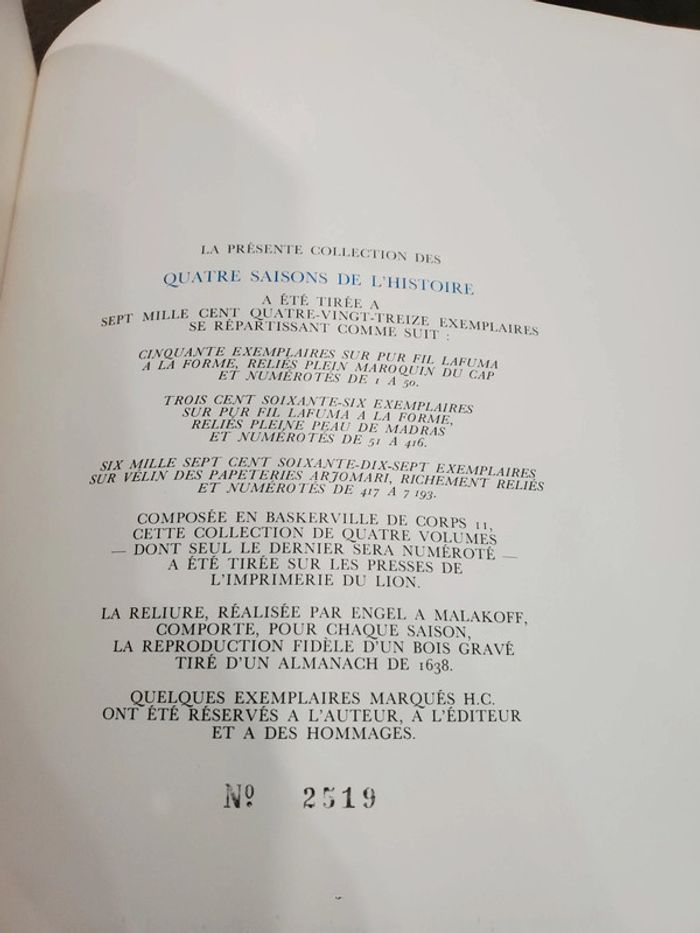 LA PRÉSENTE COLLECTION DES
QUATRE SAISONS DE L'HISTOIRE
A ÉTÉ TIRÉE A
SEPT MILLE CENT QUATRE-VINGT-TREIZE EXEMPLAIRES
SE RÉPARTISSANT COMME SUIT :
CINQUANTE EXEMPLAIRES SUR PUR FIL LAFUMA
A LA FORME, RELIÉS PLEIN MAROQUIN DU CAP
ET NUMÉROTÉS DE 1 A 50.
TROIS CENT SOIXANTE-SIX EXEMPLAIRES
SUR PUR FIL LAFUMA A LA FORME,
RELIÉS PLEINE PEAU DE MADRAS
ET NUMÉROTÉS DE 51 A 416.
SIX MILLE SEPT CENT SOIXANTE-DIX-SEPT EXEMPLAIRES
SUR VÉLIN DES PAPETERIES ARJOMARI, RICHEMENT RELIÉS
ET NUMÉROTÉS DE 417 A 7 193.
COMPOSÉE EN BASKERVILLE DE CORPS 11,
CETTE COLLECTION DE QUATRE VOLUMES
— DONT SEUL LE DERNIER SERA NUMÉROTÉ —
A ÉTÉ TIRÉE SUR LES PRESSES DE
L'IMPRIMERIE DU LION.
LA RELIURE, RÉALISÉE PAR ENGEL A MALAKOFF,
COMPORTE, POUR CHAQUE SAISON,
LA REPRODUCTION FIDÈLE D'UN BOIS GRAVÉ
TIRÉ D'UN ALMANACH DE 1638.
QUELQUES EXEMPLAIRES MARQUÉS H.C.
ONT ÉTÉ RÉSERVÉS A L'AUTEUR, A L'ÉDITEUR
ET A DES HOMMAGES.
Nº 2519